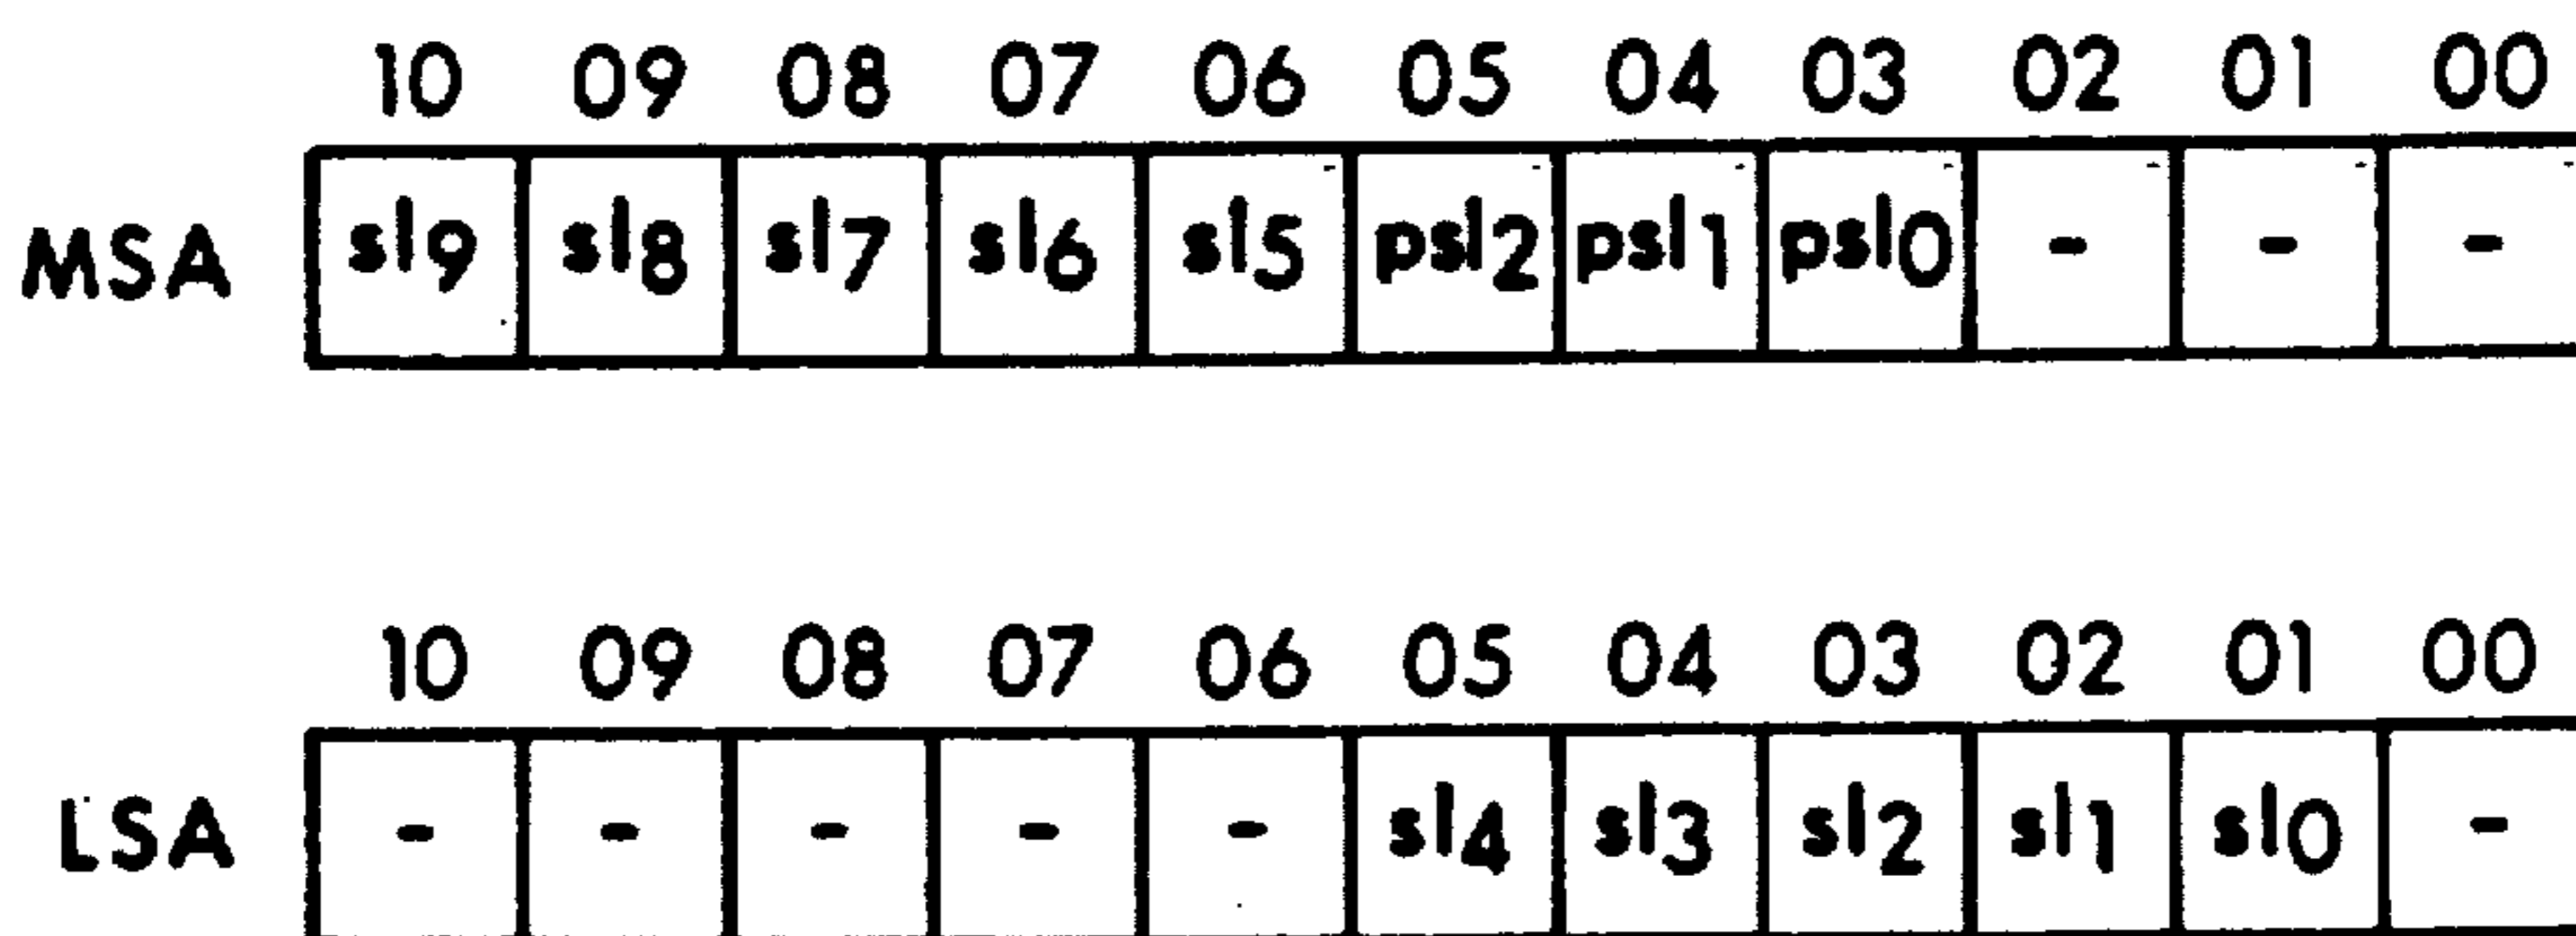 10 09 08 07 06 05 04 03 02 01 00
MSA sl9 sl8 sl7 sl6 sl5 psl2 psl1 psl0 - - -
10 09 08 07 06 05 04 03 02 01 00
LSA - - - - - sl4 sl3 sl2 sl1 sl0 -